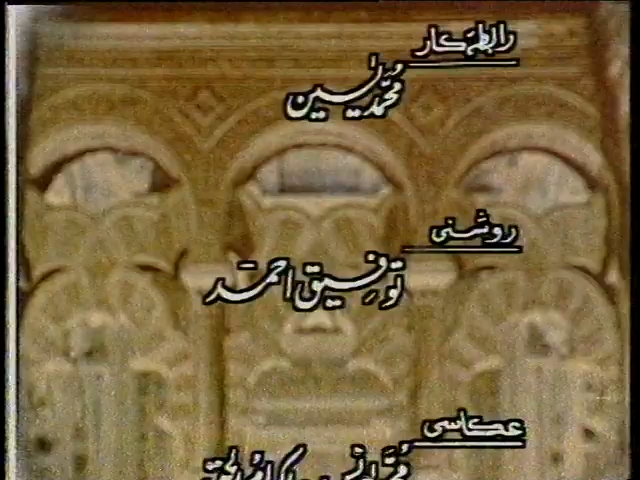 رابطہ کار
محمد یٰسین
روشنی
توفیق احمد
عکاسی